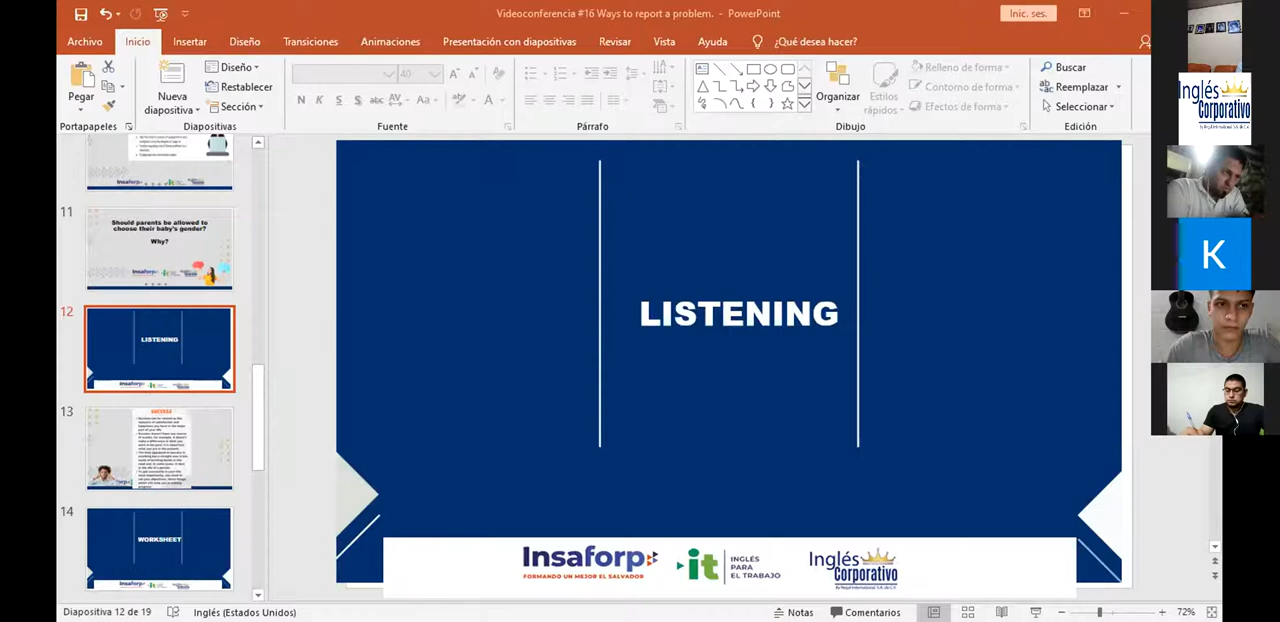 Videoconferencia #16 Ways to report a problem. - PowerPoint
Inic. ses.
Archivo Inicio Insertar Diseño Transiciones Animaciones Presentación con diapositivas Revisar Vista Ayuda ¿Qué desea hacer?
Pegar
Nueva
diapositiva
Diseño
Restablecer
Sección
40
N K S S abc AV Aa A
Organizar
Estilos
rápidos
Relleno de forma
Contorno de forma
Efectos de forma
Buscar
Reemplazar
Seleccionar
Portapapeles Diapositivas Fuente Párrafo Dibujo Edición
11
Should parents be allowed to
choose their baby's gender?
Why?
12
LISTENING
13
SUCCESS
14
WORKSHEET
LISTENING
Insaforp
FORMANDO UN MEJOR EL SALVADOR
it
INGLÉS
PARA
EL TRABAJO
Inglés
Corporativo
Inglés
Corporativo
K
Diapositiva 12 de 19 Inglés (Estados Unidos) Notas Comentarios 72%